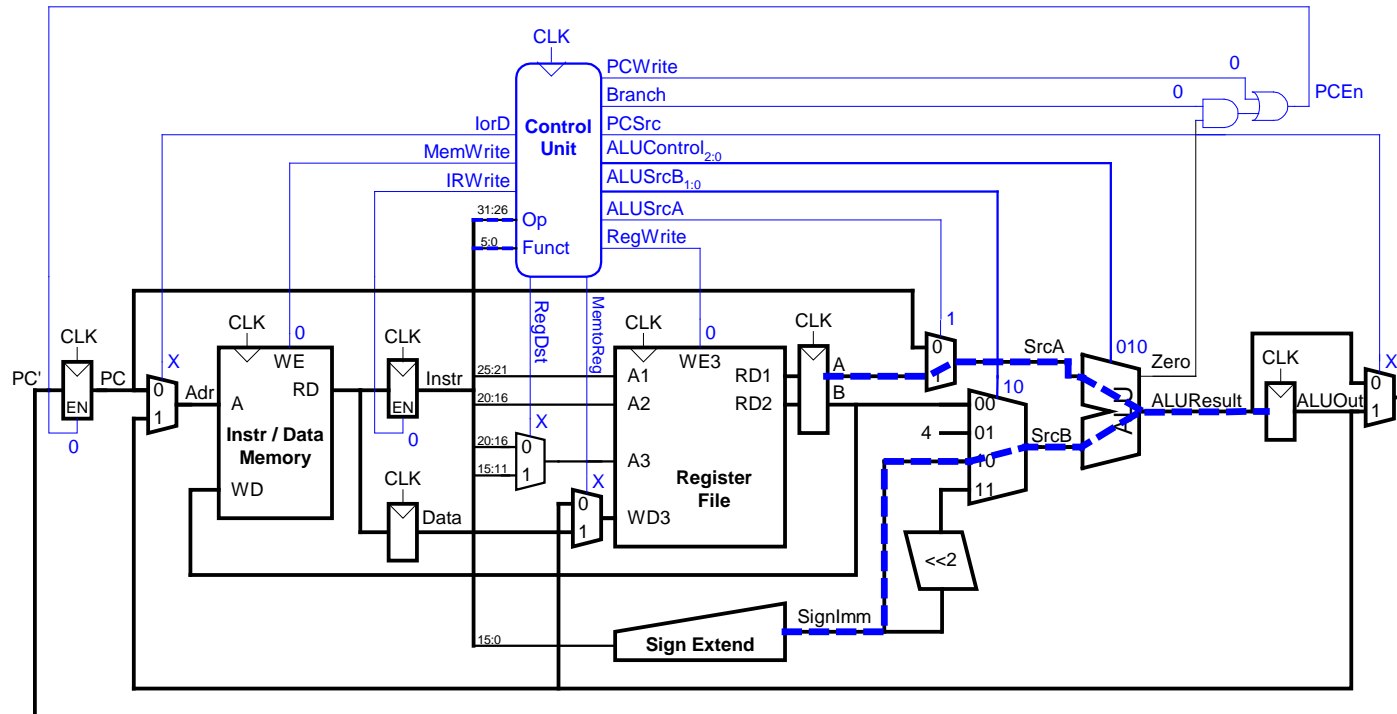 CLK
PCWrite
0
Branch
0
PCEn
IorD
Control
Unit
PCSrc
MemWrite
ALUControl2:0
IRWrite
ALUSrcB1:0
31:26
Op
ALUSrcA
5:0
Funct
RegWrite
RegDst
MemtoReg
CLK
CLK
CLK
CLK
CLK
0
0
1
X
WE
WE3
0
SrcA
010
Zero
CLK
X
PC'
PC
EN
0
1
Adr
A
RD
EN
Instr
25:21
A1
RD1
A
1
ALU
0
1
20:16
A2
RD2
B
10
00
ALUResult
ALUOut
Instr / Data
Memory
4
01
0
0
X
20:16
0
A3
SrcB
10
15:11
1
Register
File
CLK
X
WD
11
0
Data
1
WD3
<<2
SignImm
15:0
Sign Extend